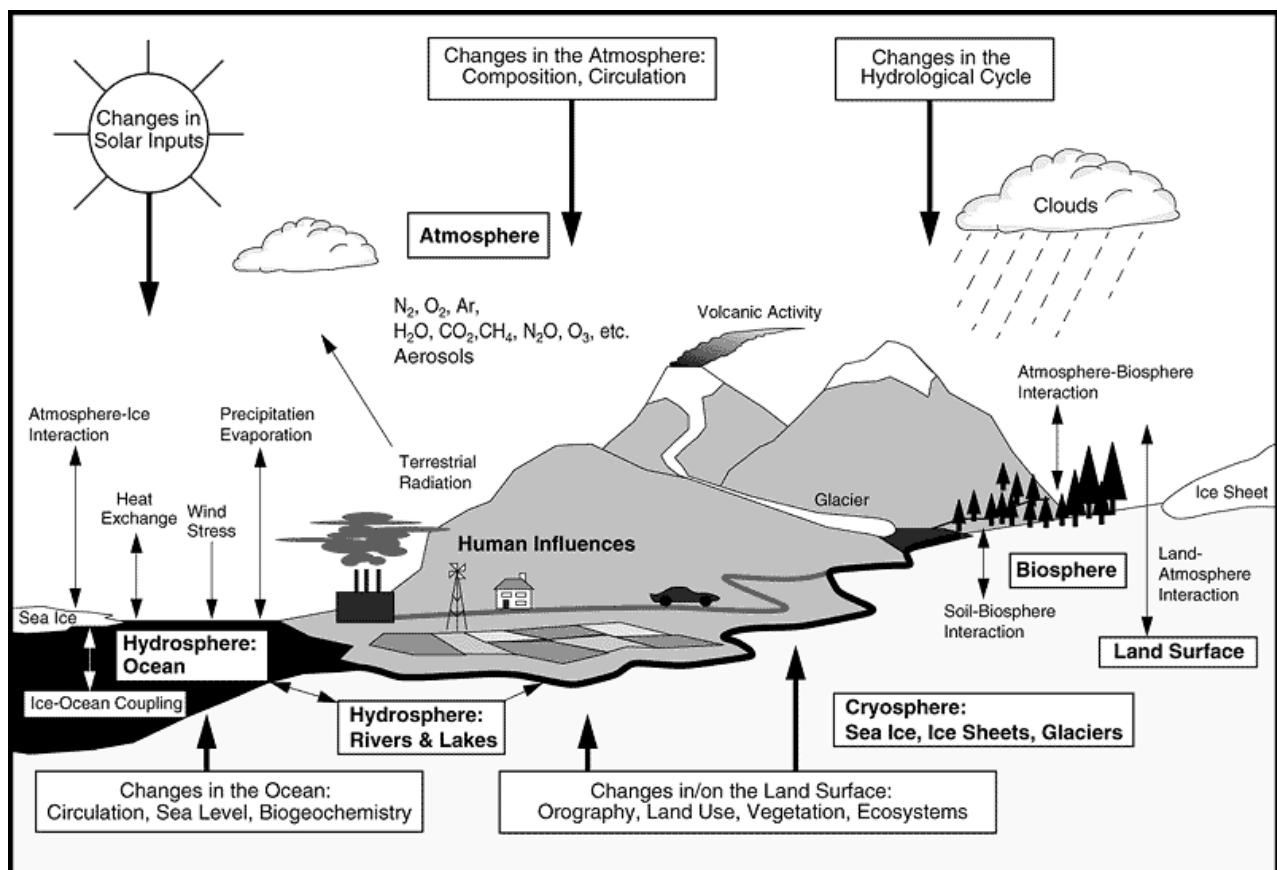 Changes in the Atmosphere:
Composition, Circulation
Changes in the
Hydrological Cycle
Changes in
Solar Inputs
Clouds
Atmosphere
N₂, O₂, Ar,
H₂O, CO₂,CH₄, N₂O, O₃, etc.
Aerosols
Volcanic Activity
Atmosphere-Biosphere
Interaction
Atmosphere-Ice
Interaction
Precipitation
Evaporation
Terrestrial
Radiation
Heat
Exchange
Wind
Stress
Glacier
Ice Sheet
Human Influences
Land-
Atmosphere
Interaction
Biosphere
Soil-Biosphere
Interaction
Sea Ice
Hydrosphere:
Ocean
Land Surface
Ice-Ocean Coupling
Hydrosphere:
Rivers & Lakes
Cryosphere:
Sea Ice, Ice Sheets, Glaciers
Changes in the Ocean:
Circulation, Sea Level, Biogeochemistry
Changes in/on the Land Surface:
Orography, Land Use, Vegetation, Ecosystems